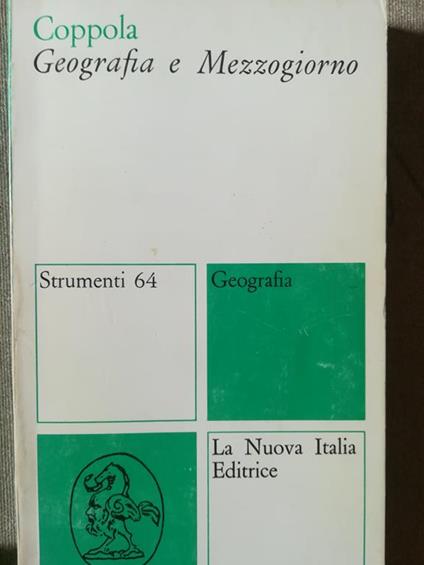 Coppola
Geografia e Mezzogiorno
Strumenti 64
Geografia
La Nuova Italia
Editrice